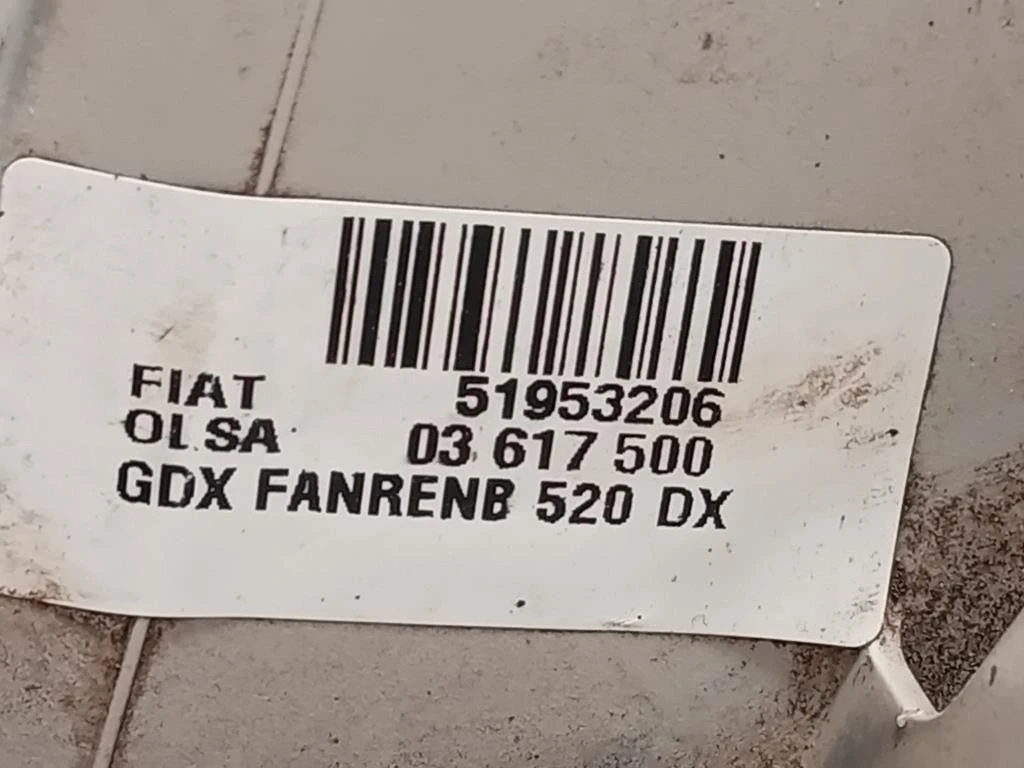 FIAT 51953206
OLSA 03 617 500
GDX FANRENB 520 DX